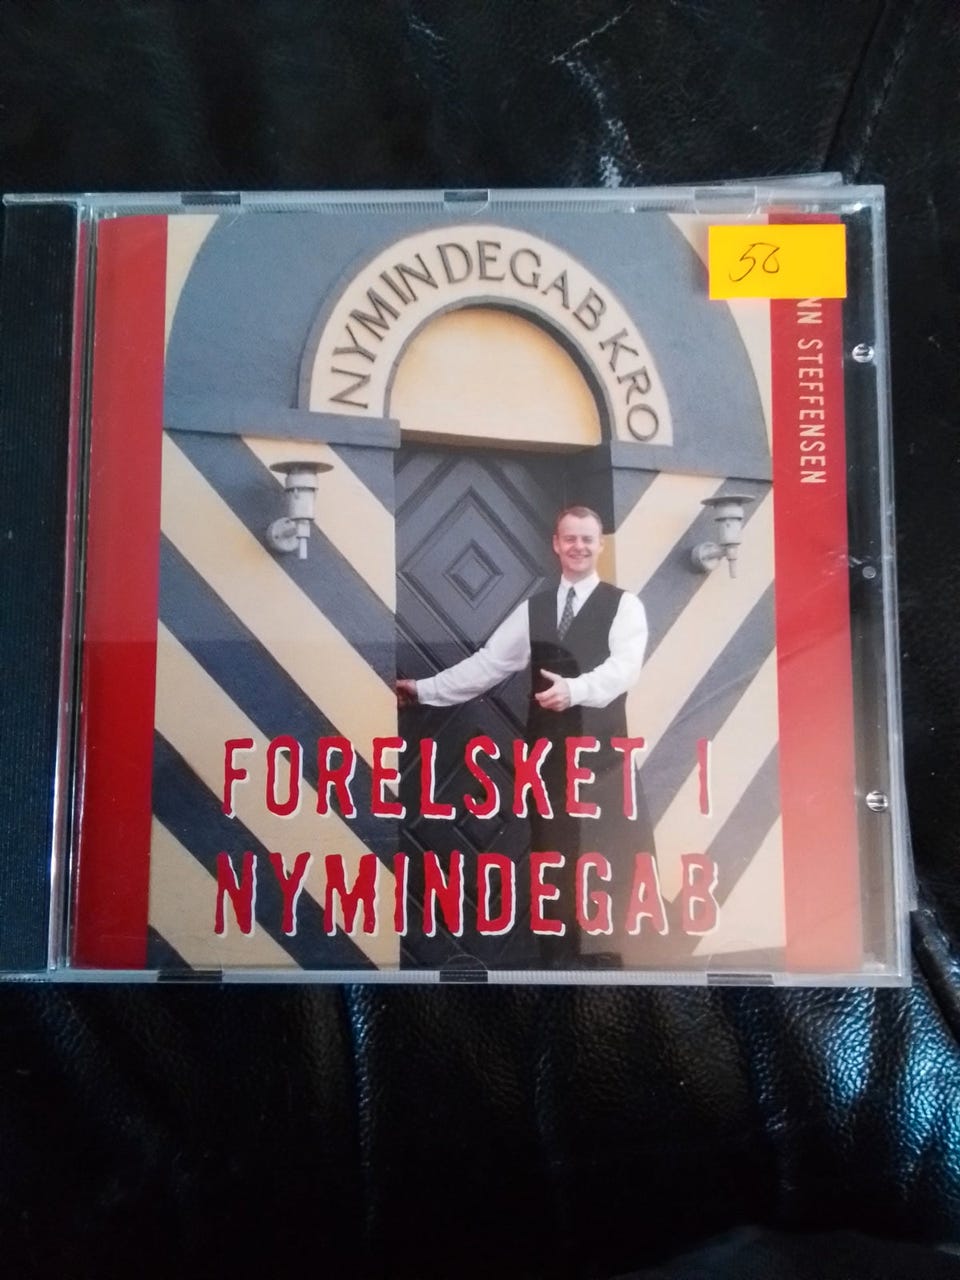 NYMINDEGAB KRO
50
STEFFENSEN
FORELSKET I
NYMINDEGAB